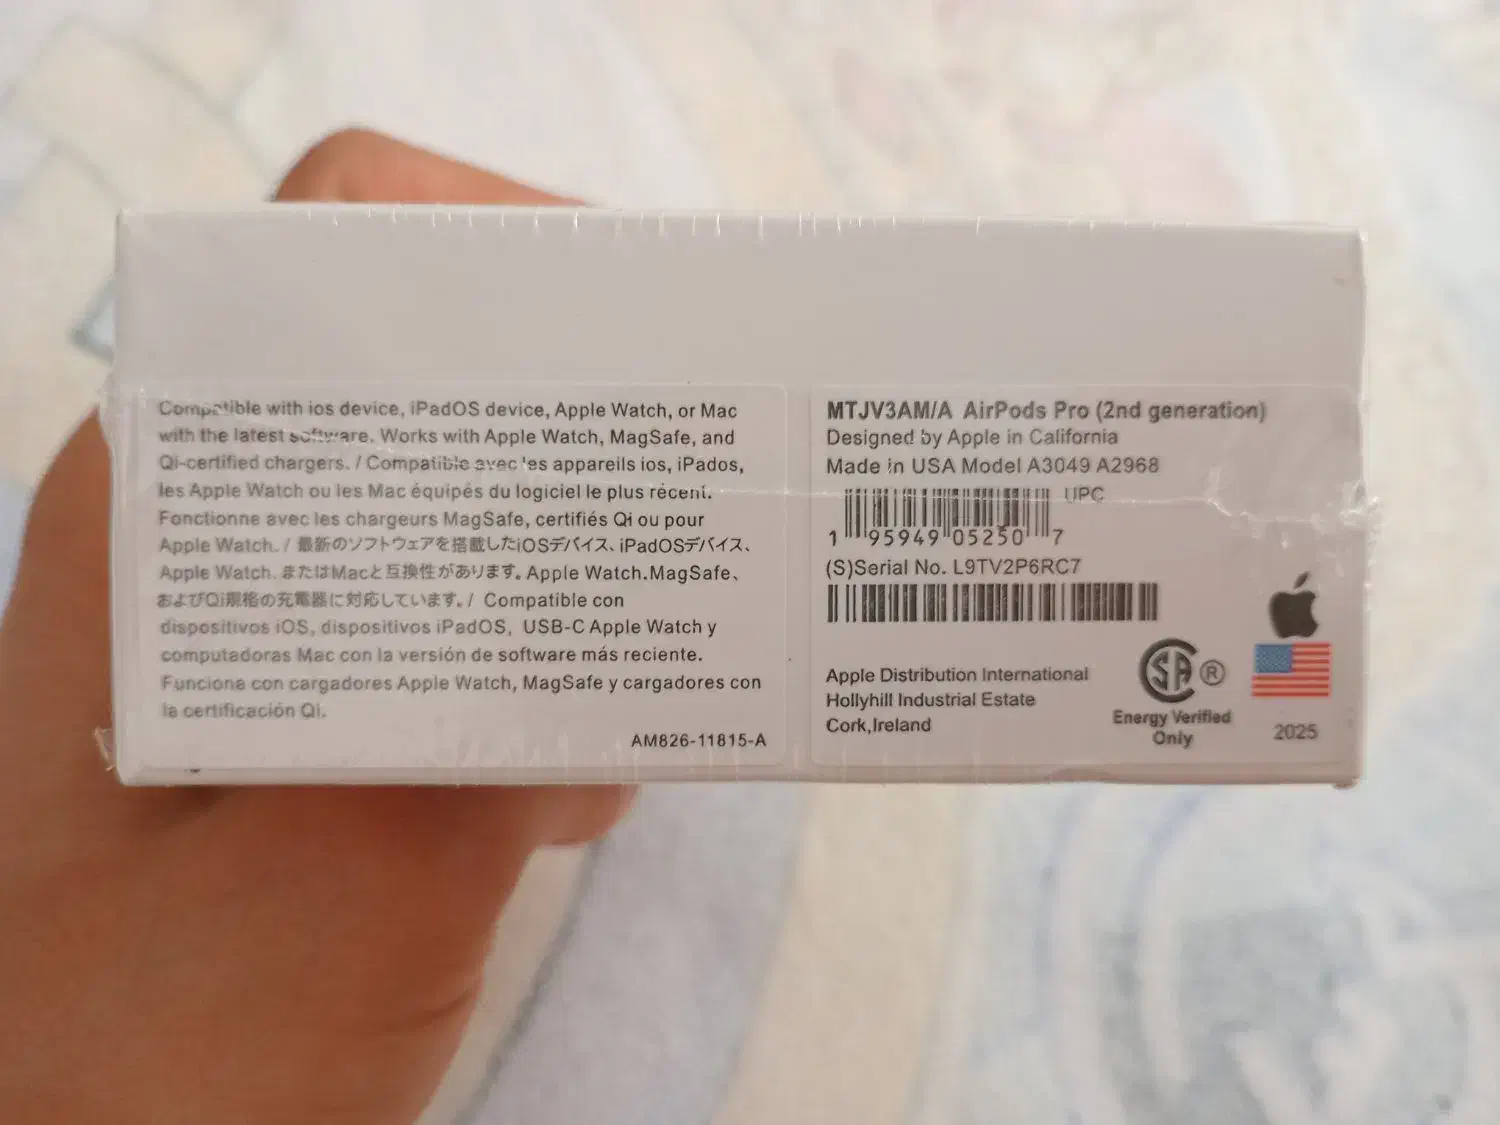 Compatible with ios device, iPadOS device, Apple Watch, or Mac
with the latest software. Works with Apple Watch, MagSafe, and
Qi-certified chargers. / Compatible avec les appareils ios, iPados,
les Apple Watch ou les Mac équipés du logiciel le plus récent.
Fonctionne avec les chargeurs MagSafe, certifiés Qi ou pour
Apple Watch. / 最新のソフトウェアを搭載したiOSデバイス、iPadOSデバイス、
Apple Watch. またはMacと互換性があります。Apple Watch.MagSafe、
およびQi規格の充電器に対応しています。/ Compatible con
dispositivos iOS, dispositivos iPadOS, USB-C Apple Watch y
computadoras Mac con la versión de software más reciente.
Funciona con cargadores Apple Watch, MagSafe y cargadores con
la certificación Qi.
AM826-11815-A
MTJV3AM/A AirPods Pro (2nd generation)
Designed by Apple in California
Made in USA Model A3049 A2968
UPC
1 95949 05250 7
(S)Serial No. L9TV2P6RC7
Apple Distribution International
Hollyhill Industrial Estate
Cork,Ireland
SA ®
Energy Verified
Only
2025